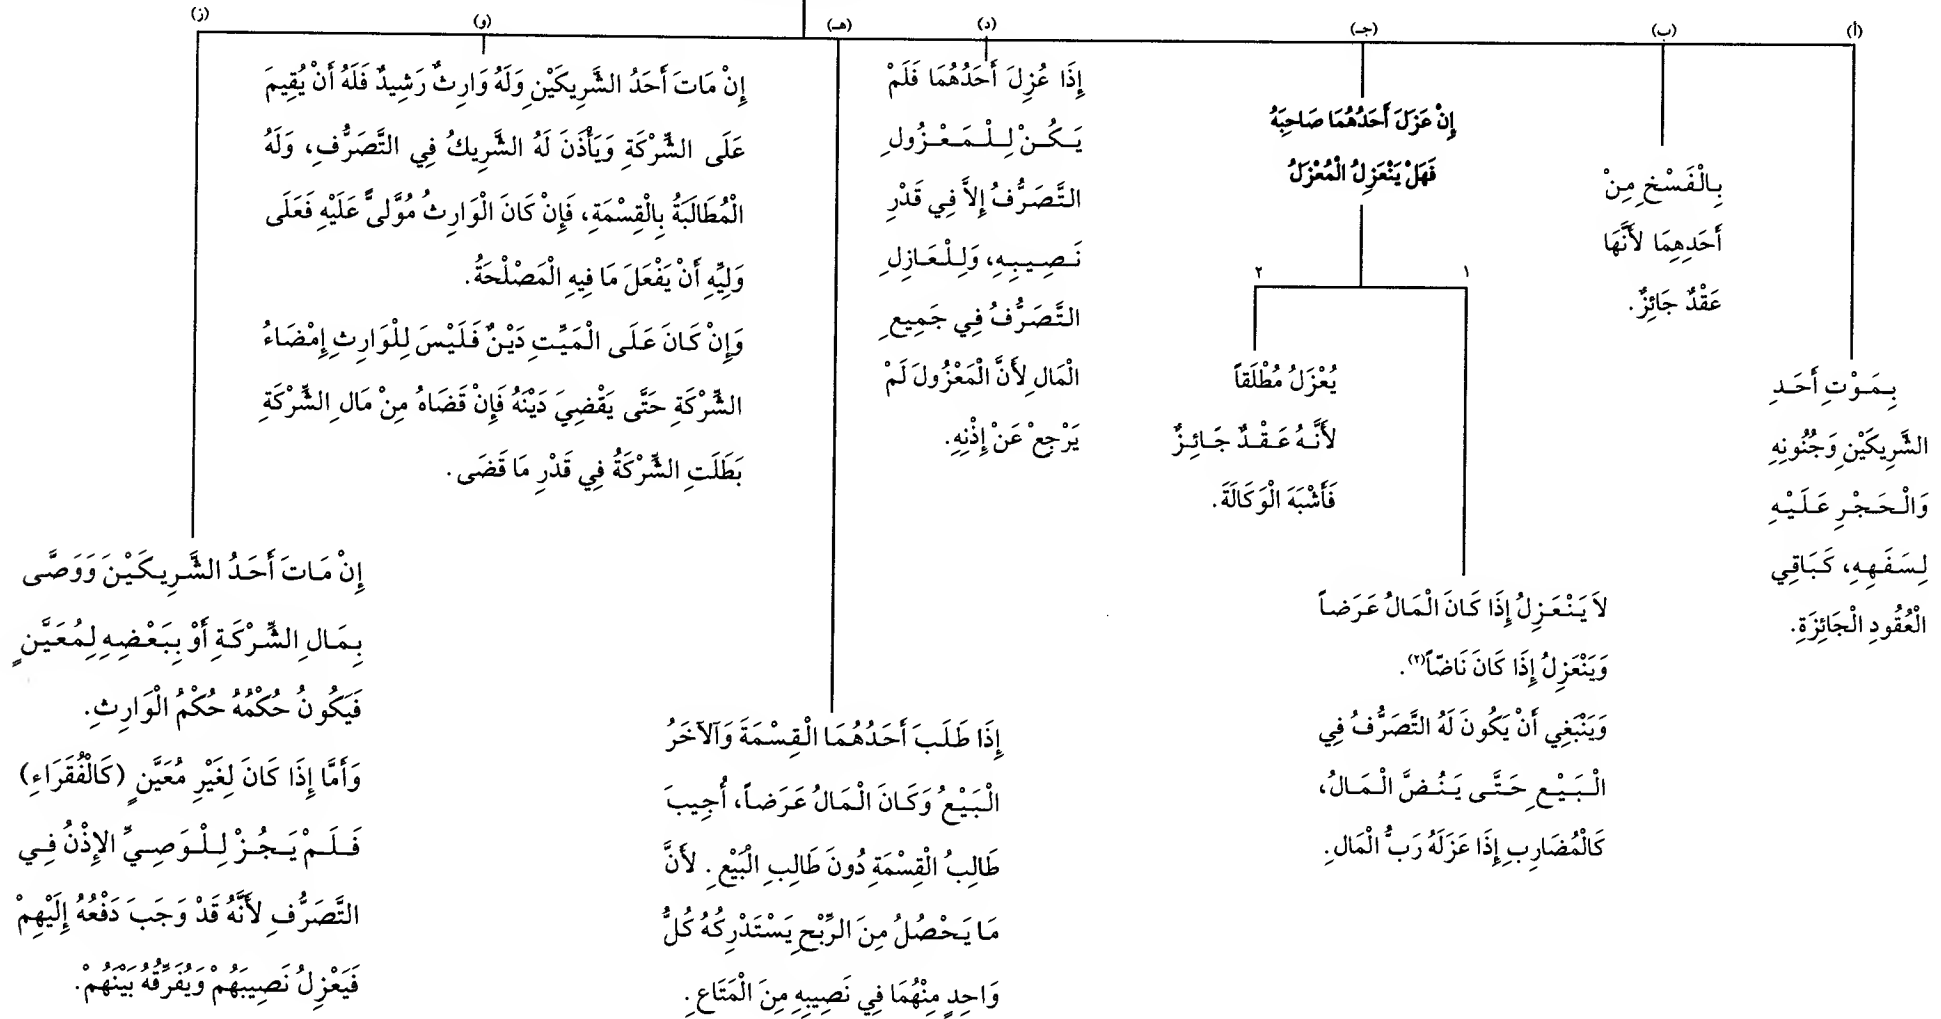 (أ)
بِمَوْتِ أَحَدِ
الشَّرِيكَيْنِ وَجُنُونِهِ
وَالْحَجْرِ عَلَيْهِ
لِسَفَهِهِ، كَبَاقِي
الْعُقُودِ الْجَائِزَةِ.
(ب)
بِالْفَسْخِ مِنْ
أَحَدِهِمَا لأَنَّهَا
عَقْدٌ جَائِزٌ.
(جـ)
إِنْ عَزَلَ أَحَدُهُمَا صَاحِبَهُ
فَهَلْ يَنْعَزِلُ الْمُعْزَلُ
١
لاَ يَنْعَزِلُ إِذَا كَانَ الْمَالُ عَرَضاً
وَيَنْعَزِلُ إِذَا كَانَ نَاضّاً(٢).
وَيَنْبَغِي أَنْ يَكُونَ لَهُ التَّصَرُّفُ فِي
الْبَيْعِ حَتَّى يَنُضَّ الْمَالُ،
كَالْمُضَارِبِ إِذَا عَزَلَهُ رَبُّ الْمَالِ.
٢
يُعْزَلُ مُطْلَقاً
لأَنَّهُ عَقْدٌ جَائِزٌ
فَأَشْبَهَ الْوَكَالَةَ.
(د)
إِذَا عُزِلَ أَحَدُهُمَا فَلَمْ
يَكُنْ لِلْمَعْزُولِ
التَّصَرُّفُ إِلاَّ فِي قَدْرِ
نَصِيبِهِ، وَلِلْعَازِلِ
التَّصَرُّفُ فِي جَمِيعِ
الْمَالِ لأَنَّ الْمَعْزُولَ لَمْ
يَرْجِعْ عَنْ إِذْنِهِ.
(هـ)
إِذَا طَلَبَ أَحَدُهُمَا الْقِسْمَةَ وَالآخَرُ
الْبَيْعُ وَكَانَ الْمَالُ عَرَضاً، أُجِيبَ
طَالِبُ الْقِسْمَةِ دُونَ طَالِبِ الْبَيْعِ. لأَنَّ
مَا يَحْصُلُ مِنَ الرِّبْحِ يَسْتَدْرِكُهُ كُلُّ
وَاحِدٍ مِنْهُمَا فِي نَصِيبِهِ مِنَ الْمَتَاعِ.
(و)
إِنْ مَاتَ أَحَدُ الشَّرِيكَيْنِ وَلَهُ وَارِثٌ رَشِيدٌ فَلَهُ أَنْ يُقِيمَ
عَلَى الشِّرْكَةِ وَيَأْذَنَ لَهُ الشَّرِيكُ فِي التَّصَرُّفِ، وَلَهُ
الْمُطَالَبَةُ بِالْقِسْمَةِ، فَإِنْ كَانَ الْوَارِثُ مُوَّلىً عَلَيْهِ فَعَلَى
وَلِيِّهِ أَنْ يَفْعَلَ مَا فِيهِ الْمَصْلْحَةُ.
وَإِنْ كَانَ عَلَى الْمَيِّتِ دَيْنٌ فَلَيْسَ لِلْوَارِثِ إِمْضَاءُ
الشِّرْكَةِ حَتَّى يَقْضِيَ دَيْنَهُ فَإِنْ قَضَاهُ مِنْ مَالِ الشِّرْكَةِ
بَطَلَتِ الشِّرْكَةُ فِي قَدْرِ مَا قَضَى.
(ز)
إِنْ مَاتَ أَحَدُ الشَّرِيكَيْنَ وَوَصَّى
بِمَالِ الشِّرْكَةِ أَوْ بِبَعْضِهِ لِمُعَيَّنٍ
فَيَكُونُ حُكْمُهُ حُكْمُ الْوَارِثِ.
وَأَمَّا إِذَا كَانَ لِغَيْرِ مُعَيَّنٍ (كَالْفُقَرَاءِ)
فَلَمْ يَجُزْ لِلْوَصِيِّ الإِذْنُ فِي
التَّصَرُّفِ لأَنَّهُ قَدْ وَجَبَ دَفْعُهُ إِلَيْهِمْ
فَيَعْزِلُ نَصِيبَهُمْ وَيُفَرِّقُهُ بَيْنَهُمْ.